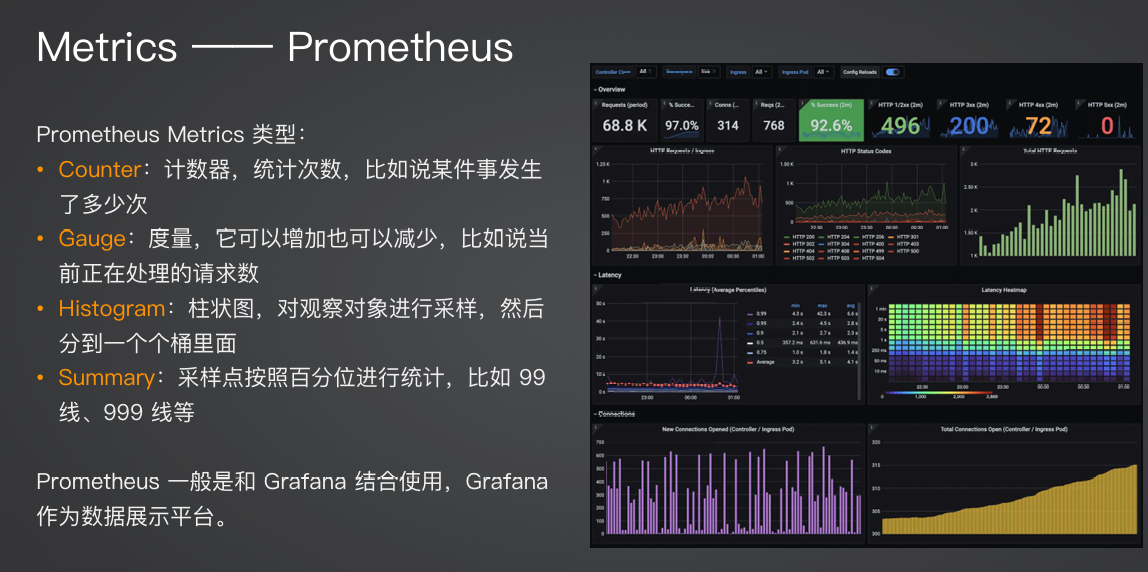 Metrics —— Prometheus
Prometheus Metrics 类型：
• Counter：计数器，统计次数，比如说某件事发生
了多少次
• Gauge：度量，它可以增加也可以减少，比如说当
前正在处理的请求数
• Histogram：柱状图，对观察对象进行采样，然后
分到一个个桶里面
• Summary：采样点按照百分位进行统计，比如 99
线、999 线等
Prometheus 一般是和 Grafana 结合使用，Grafana
作为数据展示平台。
All All Ingress All Ingress Pod All Config Reloads
Overview
Requests (period) % Succe... Conns (... Reqs (2... % Success (2m) HTTP 1/2xx (2m) HTTP 3xx (2m) HTTP 4xx (2m) HTTP 5xx (2m)
68.8 K 97.0% 314 768 92.6% 496 200 72 0
HTTP Requests / Ingress
1.25 K
1 K
750
500
250
0
22:30 23:00 23:30 00:00 00:30 01:00
HTTP Status Codes
1.50 K
1 K
500
0
22:30 23:00 23:30 00:00 00:30 01:00
HTTP 200 HTTP 204 HTTP 206 HTTP 301
HTTP 302 HTTP 304 HTTP 400 HTTP 403
HTTP 404 HTTP 408 HTTP 499 HTTP 500
HTTP 502 HTTP 503 HTTP 504
Total HTTP Requests
3 K
2.50 K
2 K
1.50 K
1 K
Latency
Latency (Average Percentiles)
50 s
40 s
30 s
20 s
10 s
0 s
23:00 00:00 01:00
min max avg
0.99 4.3 s 42.3 s 6.6 s
0.95 2.4 s 4.5 s 2.8 s
0.9 2.1 s 2.7 s 2.3 s
0.5 357.2 ms 631.6 ms 436.9 ms
0.75 1.0 s 1.8 s 1.4 s
Average 3.2 s 5.1 s 4.1 s
Latency Heatmap
1 min
20 s
5 s
1 s
250 ms
50 ms
10 ms
22:30 23:00 23:30 00:00 00:30 01:00
0 1,000 2,000
Connections
New Connections Opened (Controller / Ingress Pod)
700
600
500
400
300
200
100
0
Total Connections Open (Controller / Ingress Pod)
320
315
310
305
300